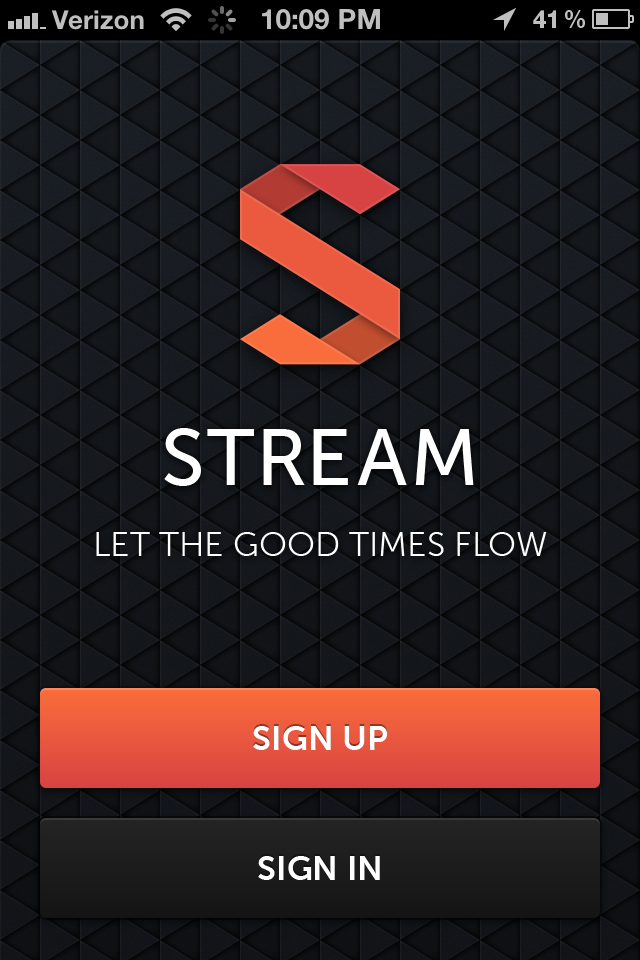 Verizon 10:09 PM 41 %
STREAM
LET THE GOOD TIMES FLOW
SIGN UP
SIGN IN